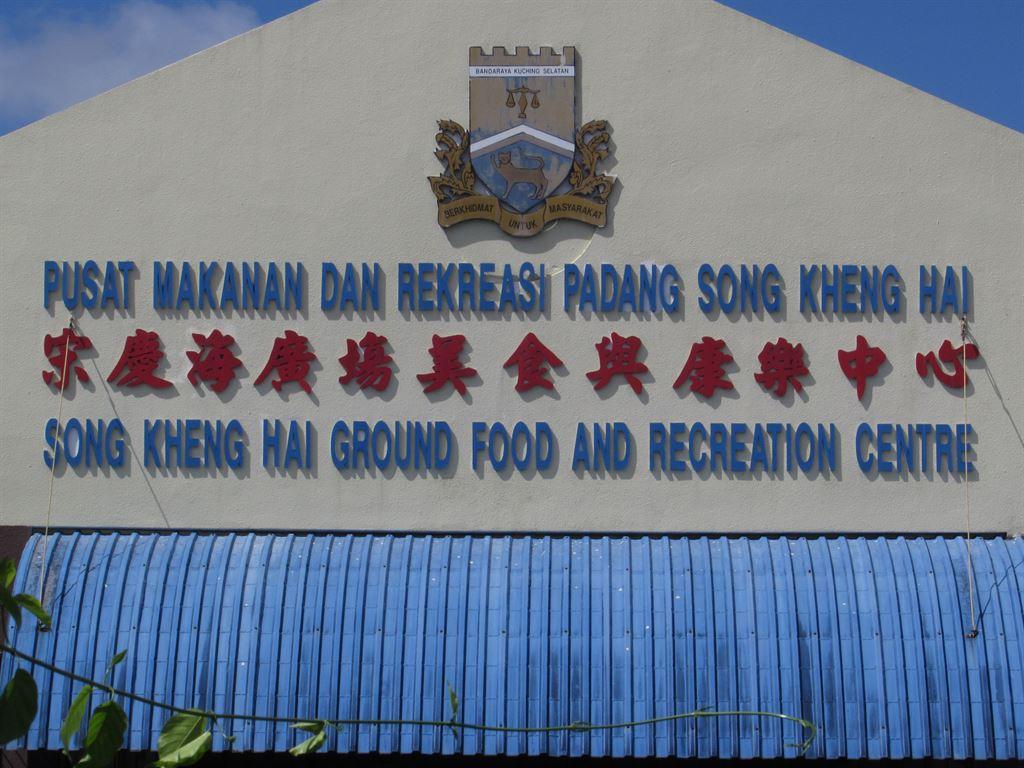 BANDARAYA KUCHING SELATAN
BERKHIDMAT UNTUK MASYARAKAT
PUSAT MAKANAN DAN REKREASI PADANG SONG KHENG HAI
宗慶海廣場美食與康樂中心
SONG KHENG HAI GROUND FOOD AND RECREATION CENTRE